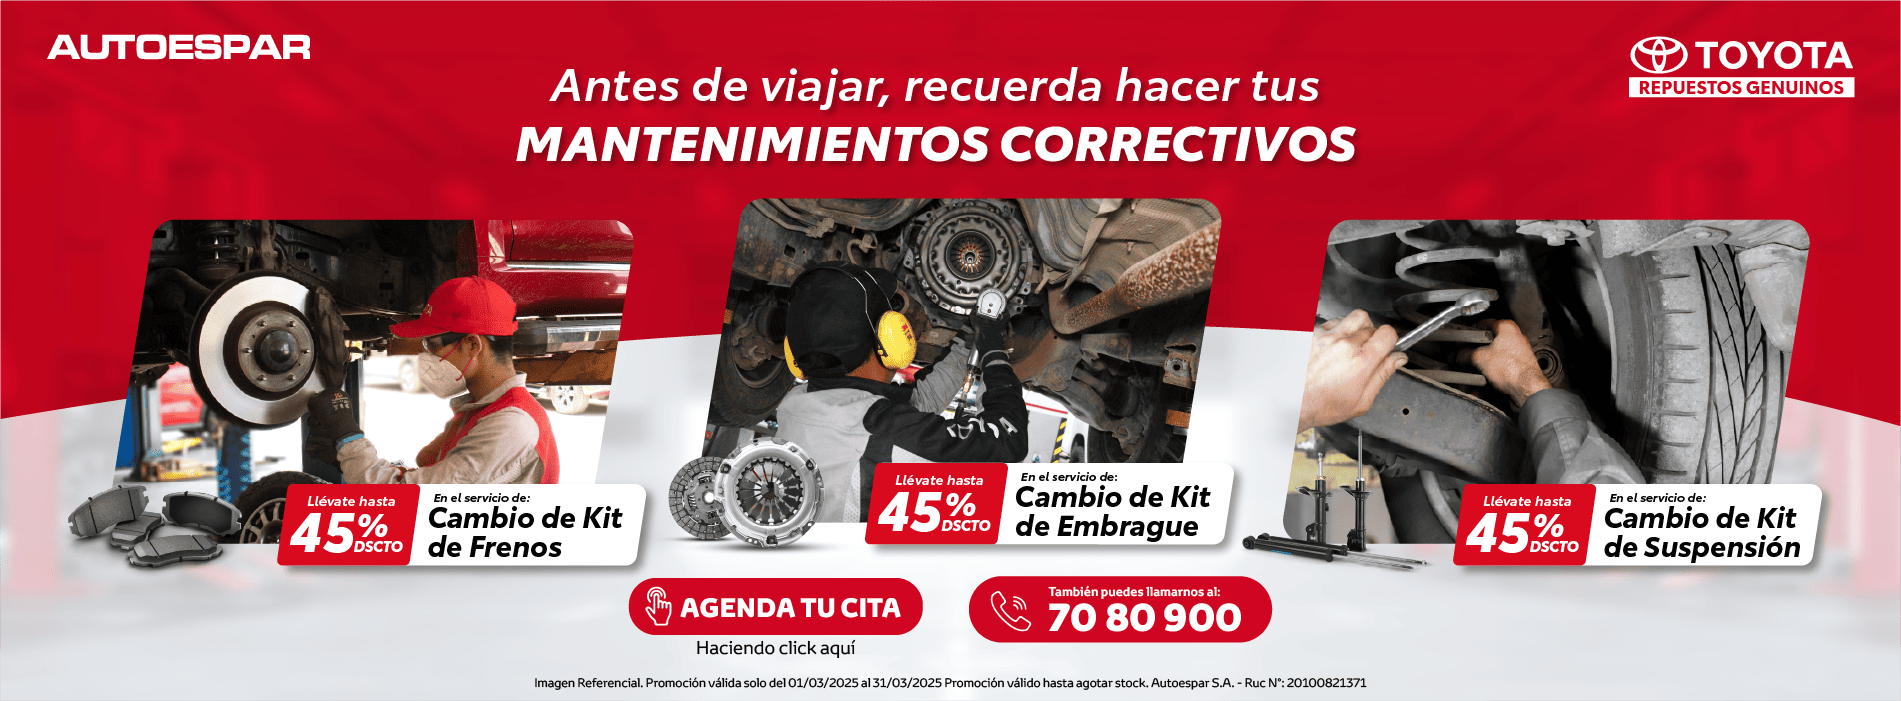 AUTOESPAR
TOYOTA
REPUESTOS GENUINOS
Antes de viajar, recuerda hacer tus
MANTENIMIENTOS CORRECTIVOS
Llévate hasta
45%
DSCTO
En el servicio de:
Cambio de Kit
de Frenos
Llévate hasta
45%
DSCTO
En el servicio de:
Cambio de Kit
de Embrague
Llévate hasta
45%
DSCTO
En el servicio de:
Cambio de Kit
de Suspensión
AGENDA TU CITA
Haciendo click aquí
También puedes llamarnos al:
70 80 900
Imagen Referencial. Promoción válida solo del 01/03/2025 al 31/03/2025 Promoción válido hasta agotar stock. Autoespar S.A. - Ruc N°: 20100821371